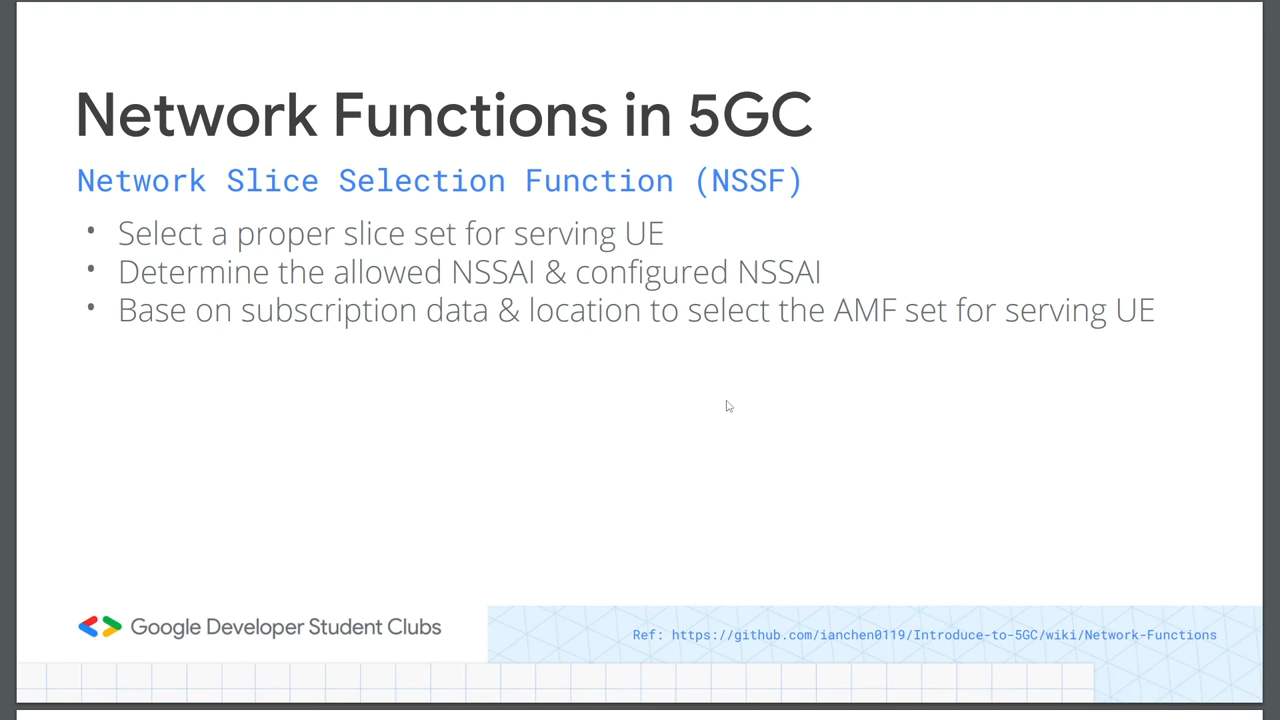 Network Functions in 5GC
Network Slice Selection Function (NSSF)
• Select a proper slice set for serving UE
• Determine the allowed NSSAI & configured NSSAI
• Base on subscription data & location to select the AMF set for serving UE
Google Developer Student Clubs
Ref: https://github.com/ianchen0119/Introduce-to-5GC/wiki/Network-Functions